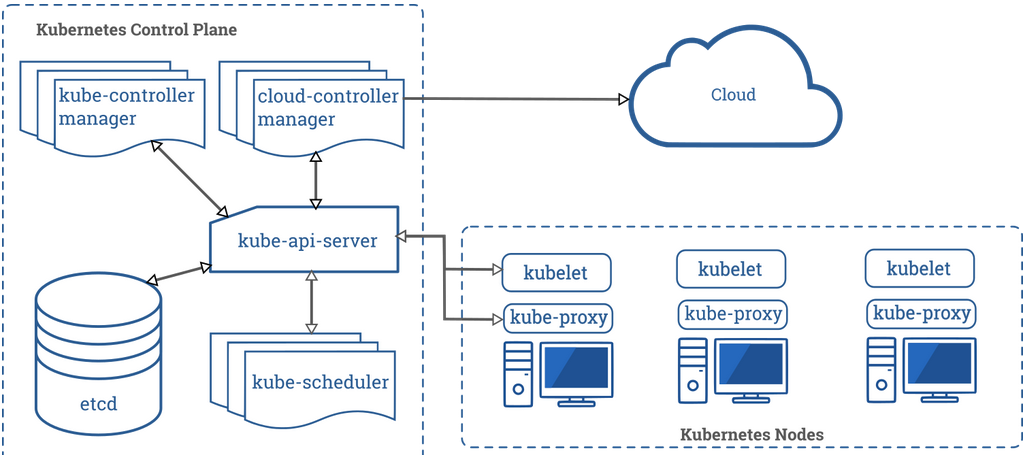 Kubernetes Control Plane
kube-controller
manager
cloud-controller
manager
Cloud
kube-api-server
kubelet
kubelet
kubelet
kube-proxy
kube-proxy
kube-proxy
etcd
kube-scheduler
Kubernetes Nodes